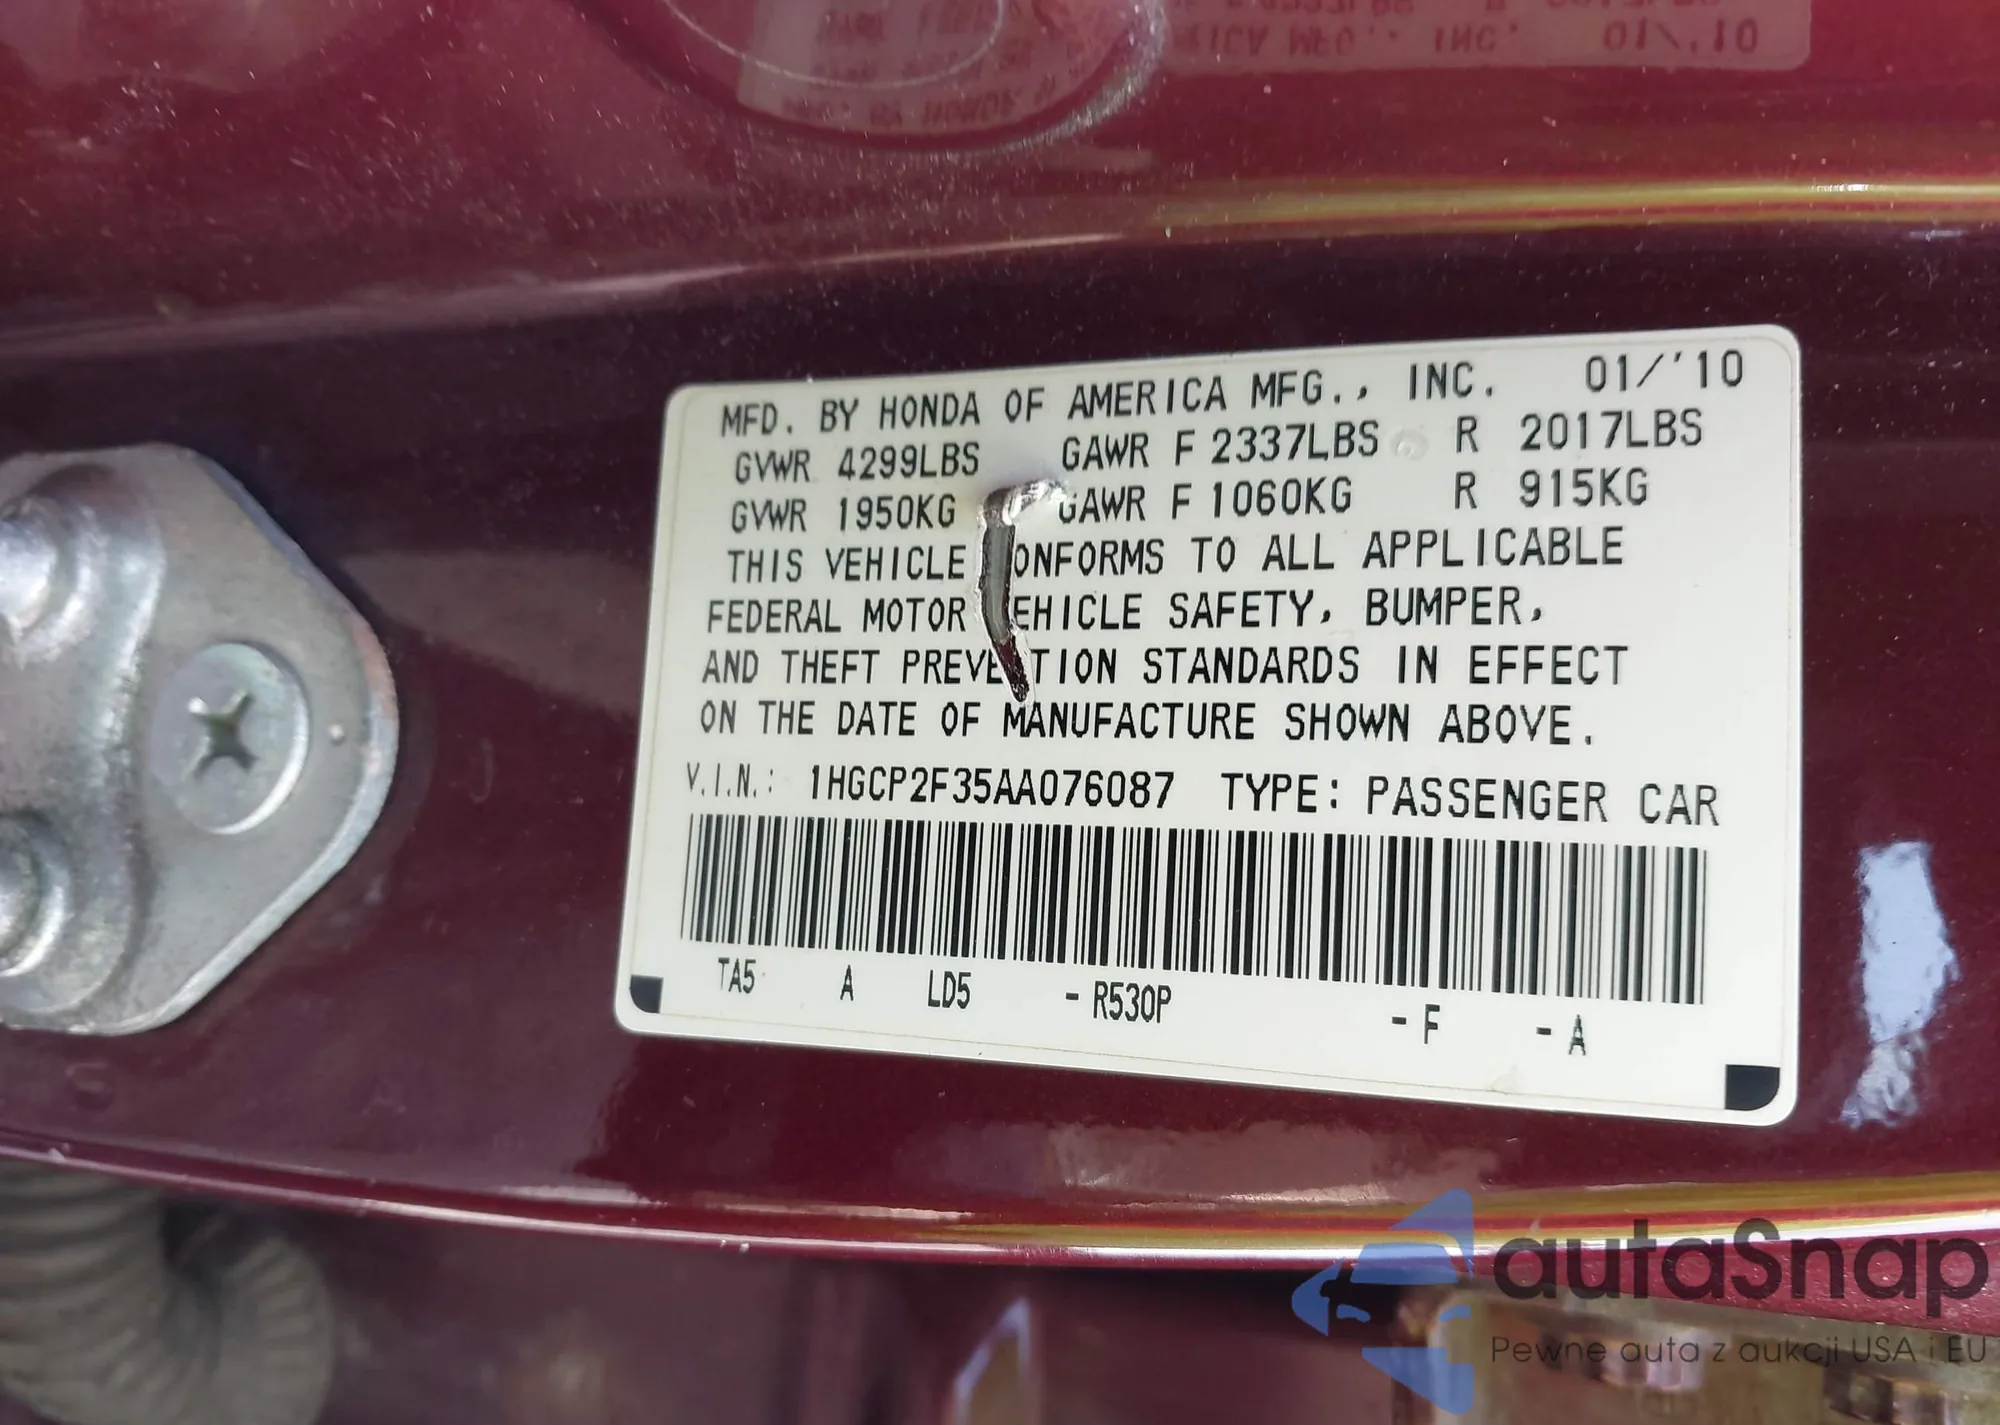 MFD. BY HONDA OF AMERICA MFG., INC. 01/'10
GVWR 4299LBS GAWR F 2337LBS R 2017LBS
GVWR 1950KG GAWR F 1060KG R 915KG
THIS VEHICLE CONFORMS TO ALL APPLICABLE
FEDERAL MOTOR VEHICLE SAFETY, BUMPER,
AND THEFT PREVENTION STANDARDS IN EFFECT
ON THE DATE OF MANUFACTURE SHOWN ABOVE.
V.I.N.: 1HGCP2F35AA076087 TYPE: PASSENGER CAR
TA5 A LD5 - R530P - F - A
autaSnap
Pewne auta z aukcji USA i EU